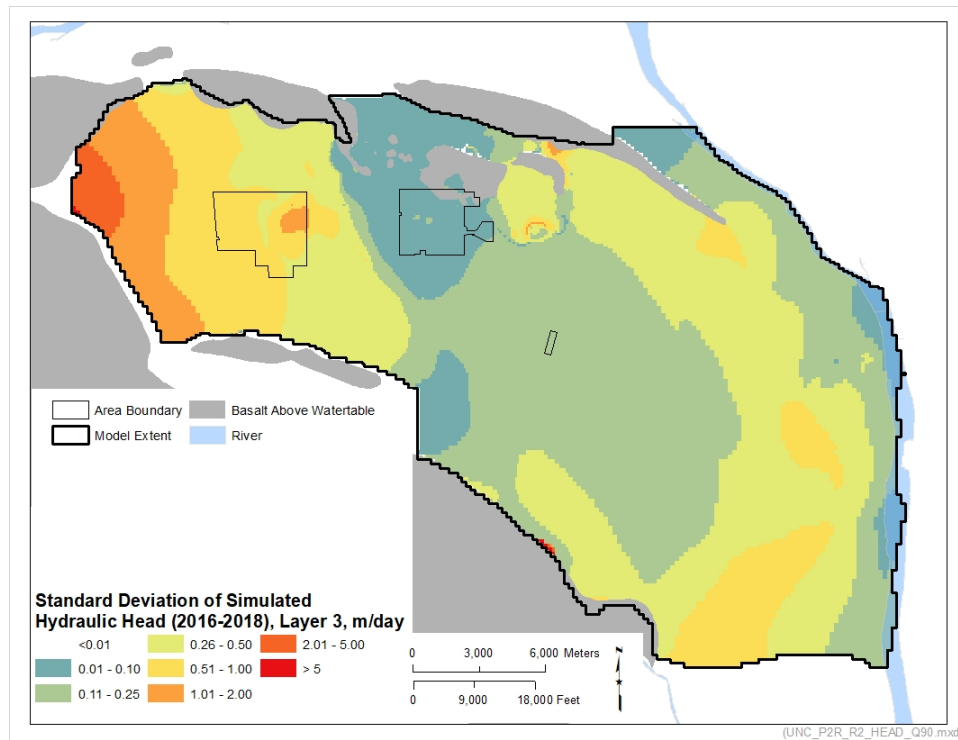 Area Boundary
Basalt Above Watertable
Model Extent
River
Standard Deviation of Simulated
Hydraulic Head (2016-2018), Layer 3, m/day
<0.01
0.26 - 0.50
2.01 - 5.00
0.01 - 0.10
0.51 - 1.00
> 5
0.11 - 0.25
1.01 - 2.00
0 3,000 6,000 Meters
0 9,000 18,000 Feet
N
(UNC_P2R_R2_HEAD_Q90.mxd